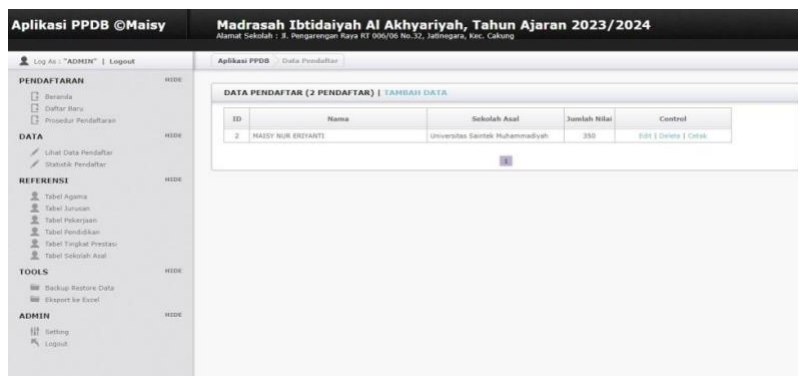 Aplikasi PPDB ©Maisy
Madrasah Ibtidaiyah Al Akhyariyah, Tahun Ajaran 2023/2024
Alamat Sekolah : Jl. Pengarengan Raya RT 006/06 No.32, Jatinegara, Kec. Cakung
Log As : "ADMIN" | Logout
Aplikasi PPDB Data Pendaftar
PENDAFTARAN HIDE
Beranda
Daftar Baru
Prosedur Pendaftaran
DATA HIDE
Lihat Data Pendaftar
Statistik Pendaftar
REFERENSI HIDE
Tabel Agama
Tabel Jurusan
Tabel Pekerjaan
Tabel Pendidikan
Tabel Tingkat Prestasi
Tabel Sekolah Asal
TOOLS HIDE
Backup Restore Data
Eksport ke Excel
ADMIN HIDE
Setting
Logout
DATA PENDAFTAR (2 PENDAFTAR) | TAMBAH DATA
ID Nama Sekolah Asal Jumlah Nilai Control
2 MAISY NUR ERIYANTI Universitas Saintek Muhammadiyah 350 Edit | Delete | Cetak
1